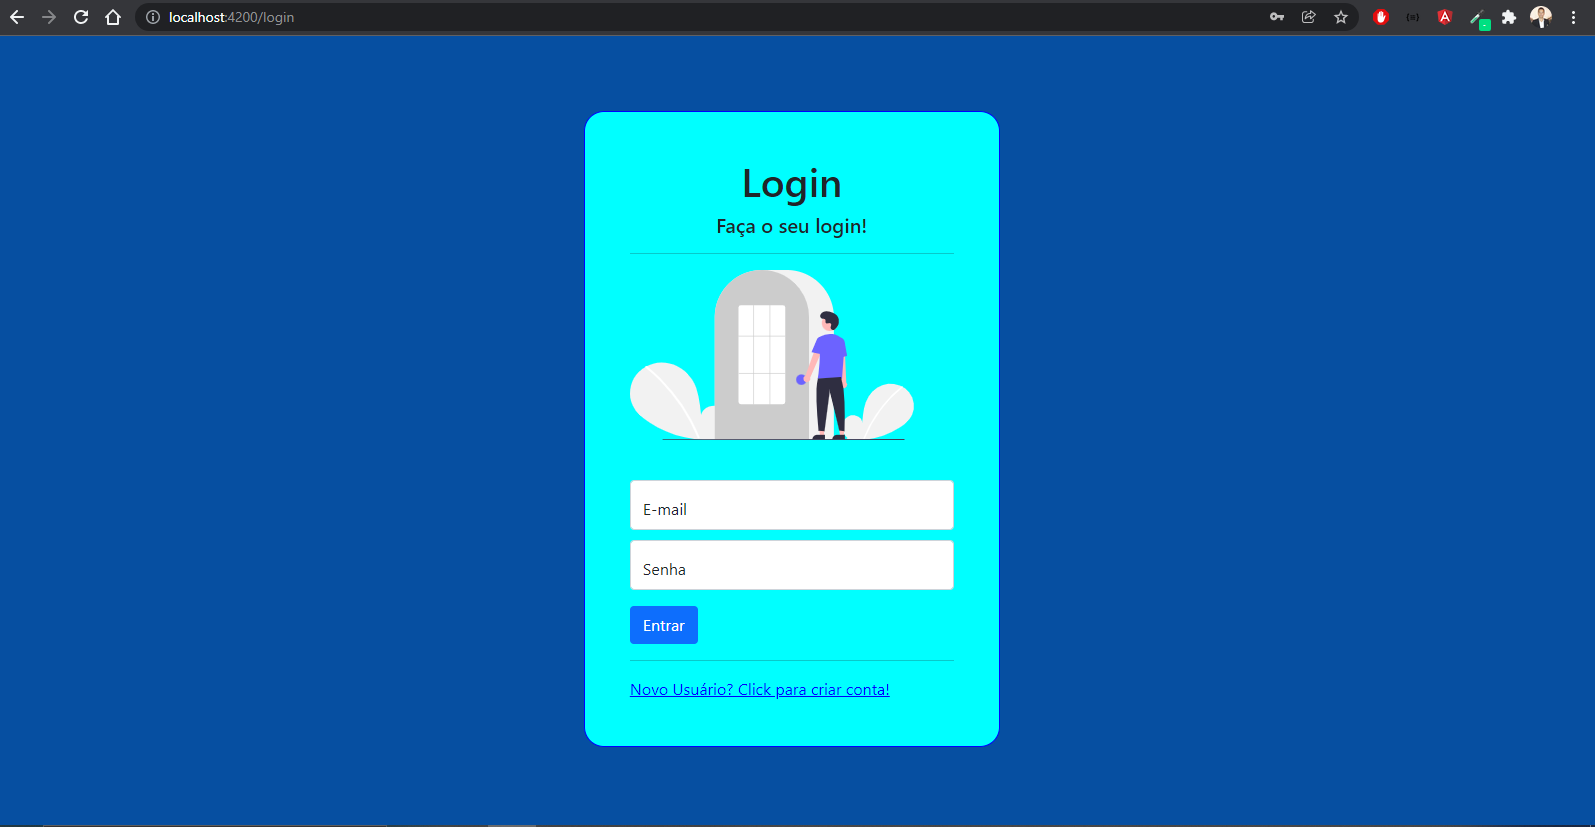 localhost:4200/login
Login
Faça o seu login!
E-mail
Senha
Entrar
Novo Usuário? Click para criar conta!